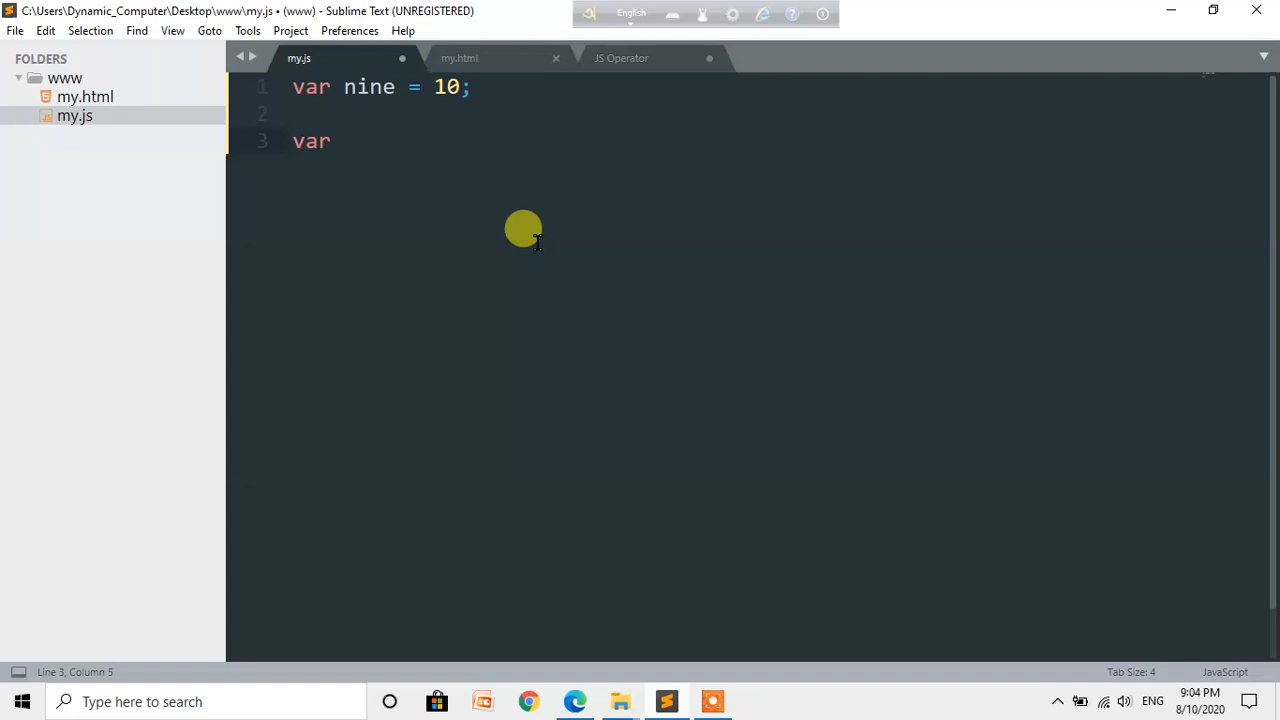 C:\Users\Dynamic_Computer\Desktop\www\my.js • (www) - Sublime Text (UNREGISTERED)
English
File Edit Selection Find View Goto Tools Project Preferences Help
FOLDERS
www
my.html
my.js
my.js my.html JS Operator
1 var nine = 10;
2
3 var
Line 3, Column 5
Tab Size: 4
JavaScript
Type here to search
ENG
9:04 PM
8/10/2020